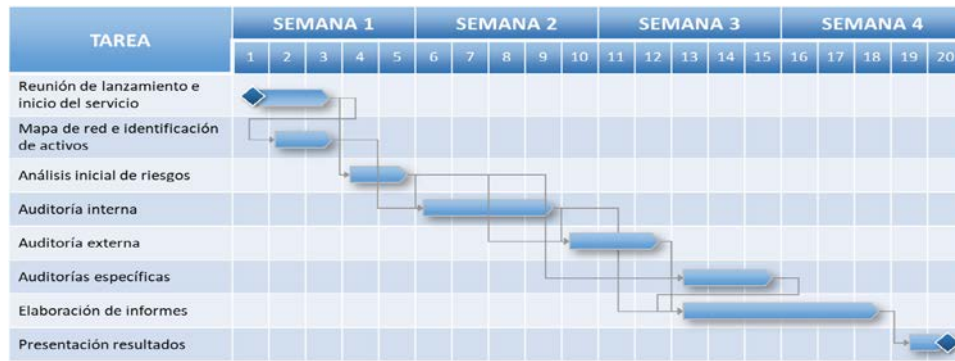 TAREA
SEMANA 1 SEMANA 2 SEMANA 3 SEMANA 4
1 2 3 4 5 6 7 8 9 10 11 12 13 14 15 16 17 18 19 20
Reunión de lanzamiento e
inicio del servicio
Mapa de red e identificación
de activos
Análisis inicial de riesgos
Auditoría interna
Auditoría externa
Auditorías específicas
Elaboración de informes
Presentación resultados